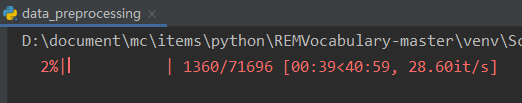 data_preprocessing
D:\document\mc\items\python\REMVocabulary-master\venv\Sc
2%| | 1360/71696 [00:39<40:59, 28.60it/s]